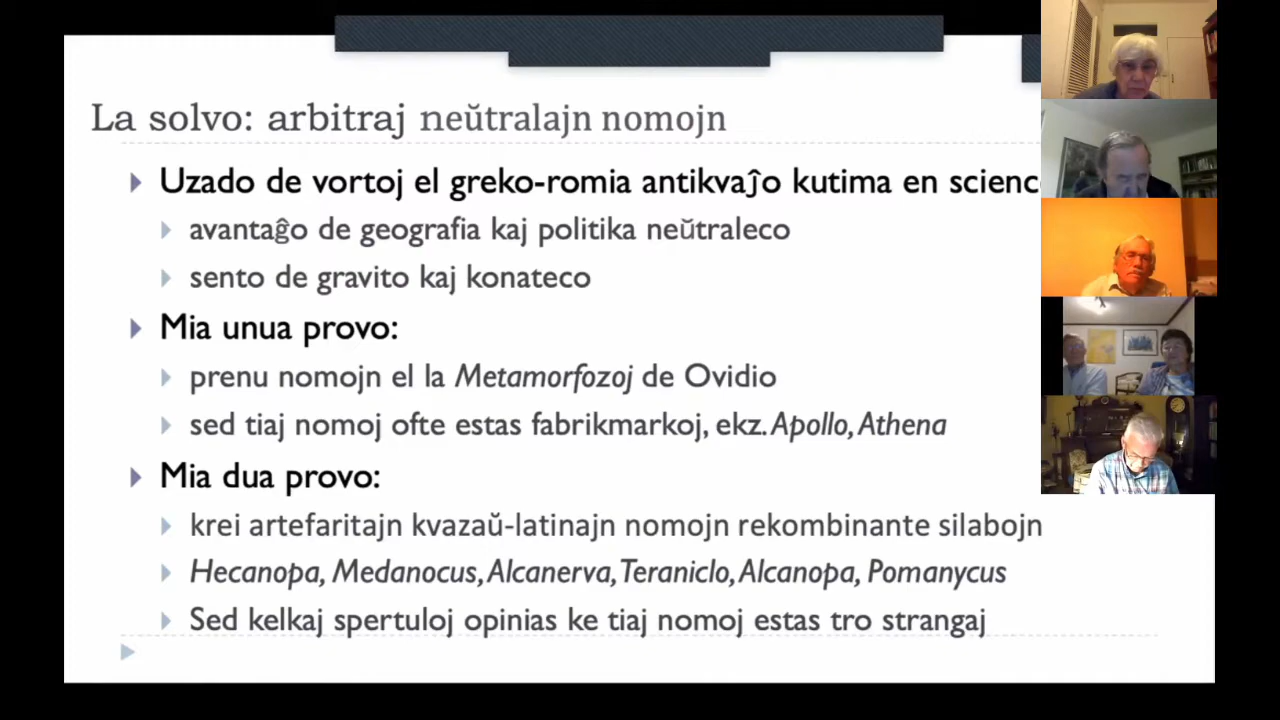 La solvo: arbitraj neŭtralajn nomojn
Uzado de vortoj el greko-romia antikvaĵo kutima en scienc
avantaĝo de geografia kaj politika neŭtraleco
sento de gravito kaj konateco
Mia unua provo:
prenu nomojn el la Metamorfozoj de Ovidio
sed tiaj nomoj ofte estas fabrikmarkoj, ekz. Apollo, Athena
Mia dua provo:
krei artefaritajn kvazaŭ-latinajn nomojn rekombinante silabojn
Hecanopa, Medanocus, Alcanerva, Teraniclo, Alcanopa, Pomanycus
Sed kelkaj spertuloj opinias ke tiaj nomoj estas tro strangaj